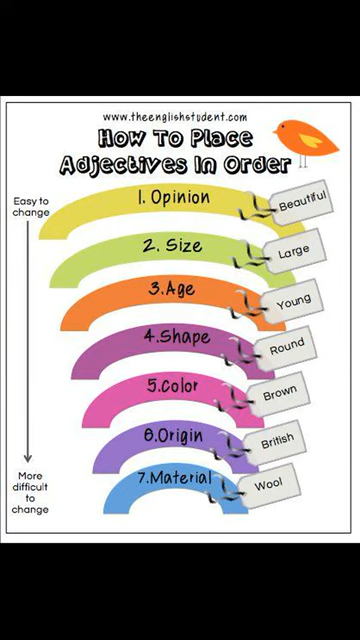 www.theenglishstudent.com
How To Place
Adjectives In Order
Easy to
change
1. Opinion
Beautiful
2. Size
Large
3.Age
Young
4.Shape
Round
5.Color
Brown
6.Origin
British
7.Material
Wool
More
difficult
to
change